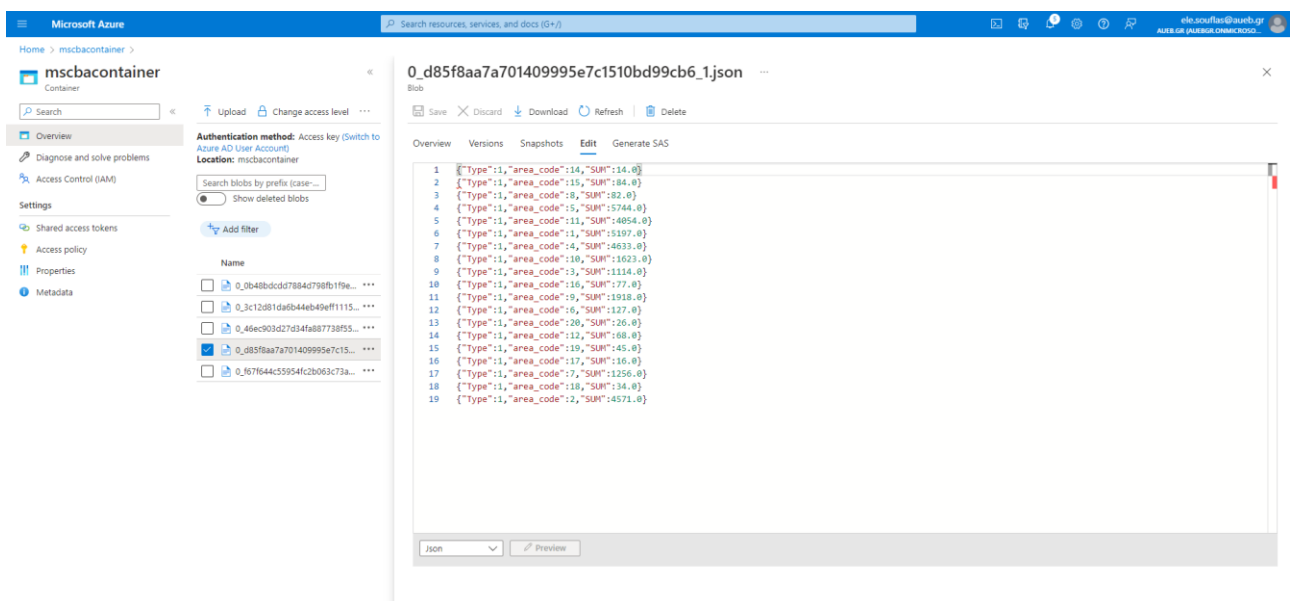 Microsoft Azure
Search resources, services, and docs (G+/)
ele.souflas@aueb.gr
AUEB.GR (AUEBGR.ONMICROSO...
Home > mscbacontainer >
mscbacontainer
Container
Search
Overview
Diagnose and solve problems
Access Control (IAM)
Settings
Shared access tokens
Access policy
Properties
Metadata
Upload Change access level ...
Authentication method: Access key (Switch to
Azure AD User Account)
Location: mscbacontainer
Search blobs by prefix (case-...
Show deleted blobs
Add filter
Name
0_0b48bdcdd7884d798fb1f9e... ...
0_3c12d81da6b44eb49eff1115... ...
0_46ec903d27d34fa887738f55... ...
0_d85f8aa7a701409995e7c15... ...
0_f67f644c55954fc2b063c73a... ...
0_d85f8aa7a701409995e7c1510bd99cb6_1.json ...
Blob
Save Discard Download Refresh Delete
Overview Versions Snapshots Edit Generate SAS
1 {"Type":1,"area_code":14,"SUM":14.0}
2 {"Type":1,"area_code":15,"SUM":84.0}
3 {"Type":1,"area_code":8,"SUM":82.0}
4 {"Type":1,"area_code":5,"SUM":5744.0}
5 {"Type":1,"area_code":11,"SUM":4054.0}
6 {"Type":1,"area_code":1,"SUM":5197.0}
7 {"Type":1,"area_code":4,"SUM":4633.0}
8 {"Type":1,"area_code":10,"SUM":1623.0}
9 {"Type":1,"area_code":3,"SUM":1114.0}
10 {"Type":1,"area_code":16,"SUM":77.0}
11 {"Type":1,"area_code":9,"SUM":1918.0}
12 {"Type":1,"area_code":6,"SUM":127.0}
13 {"Type":1,"area_code":20,"SUM":26.0}
14 {"Type":1,"area_code":12,"SUM":68.0}
15 {"Type":1,"area_code":19,"SUM":45.0}
16 {"Type":1,"area_code":17,"SUM":16.0}
17 {"Type":1,"area_code":7,"SUM":1256.0}
18 {"Type":1,"area_code":18,"SUM":34.0}
19 {"Type":1,"area_code":2,"SUM":4571.0}
Json
Preview